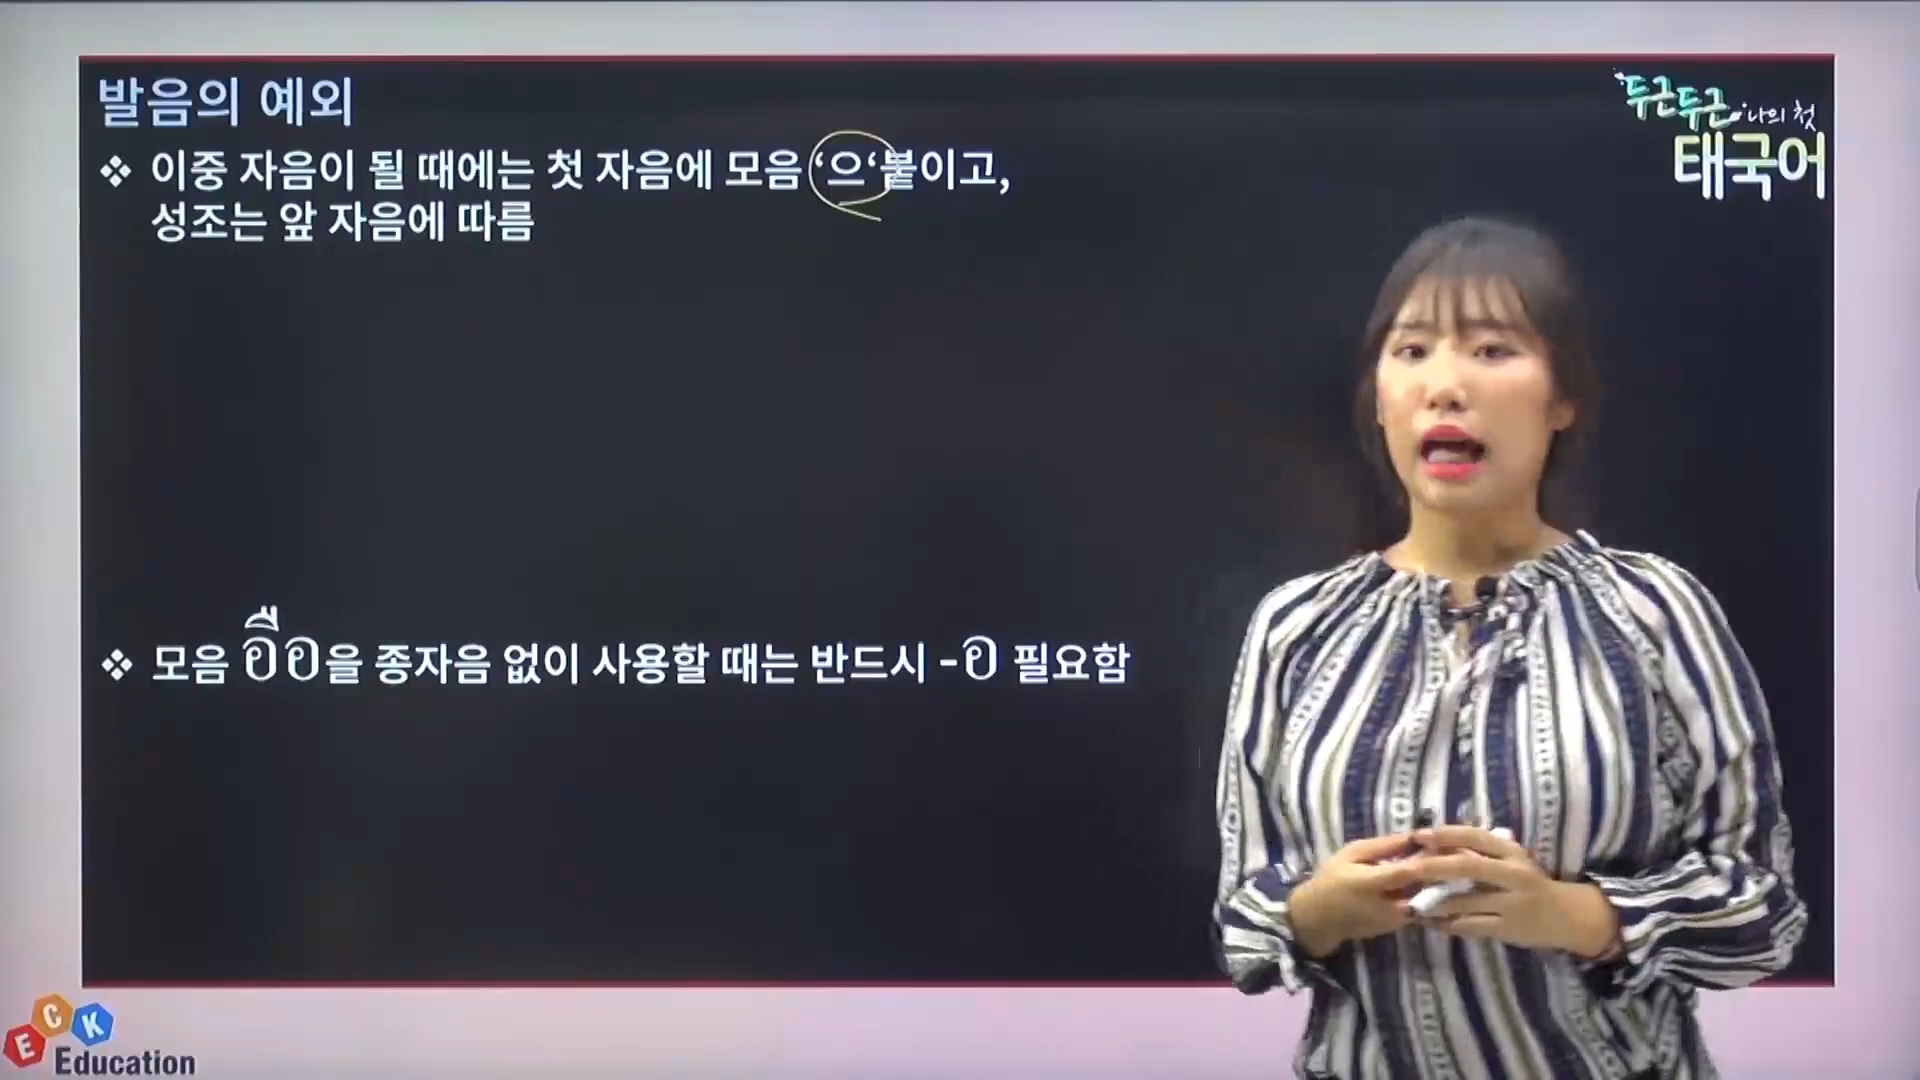 발음의 예외
❖ 이중 자음이 될 때에는 첫 자음에 모음 ‘으‘붙이고,
성조는 앞 자음에 따름
❖ 모음 อือ을 종자음 없이 사용할 때는 반드시 -อ 필요함
두근두근 나의 첫
태국어
ECK
Education